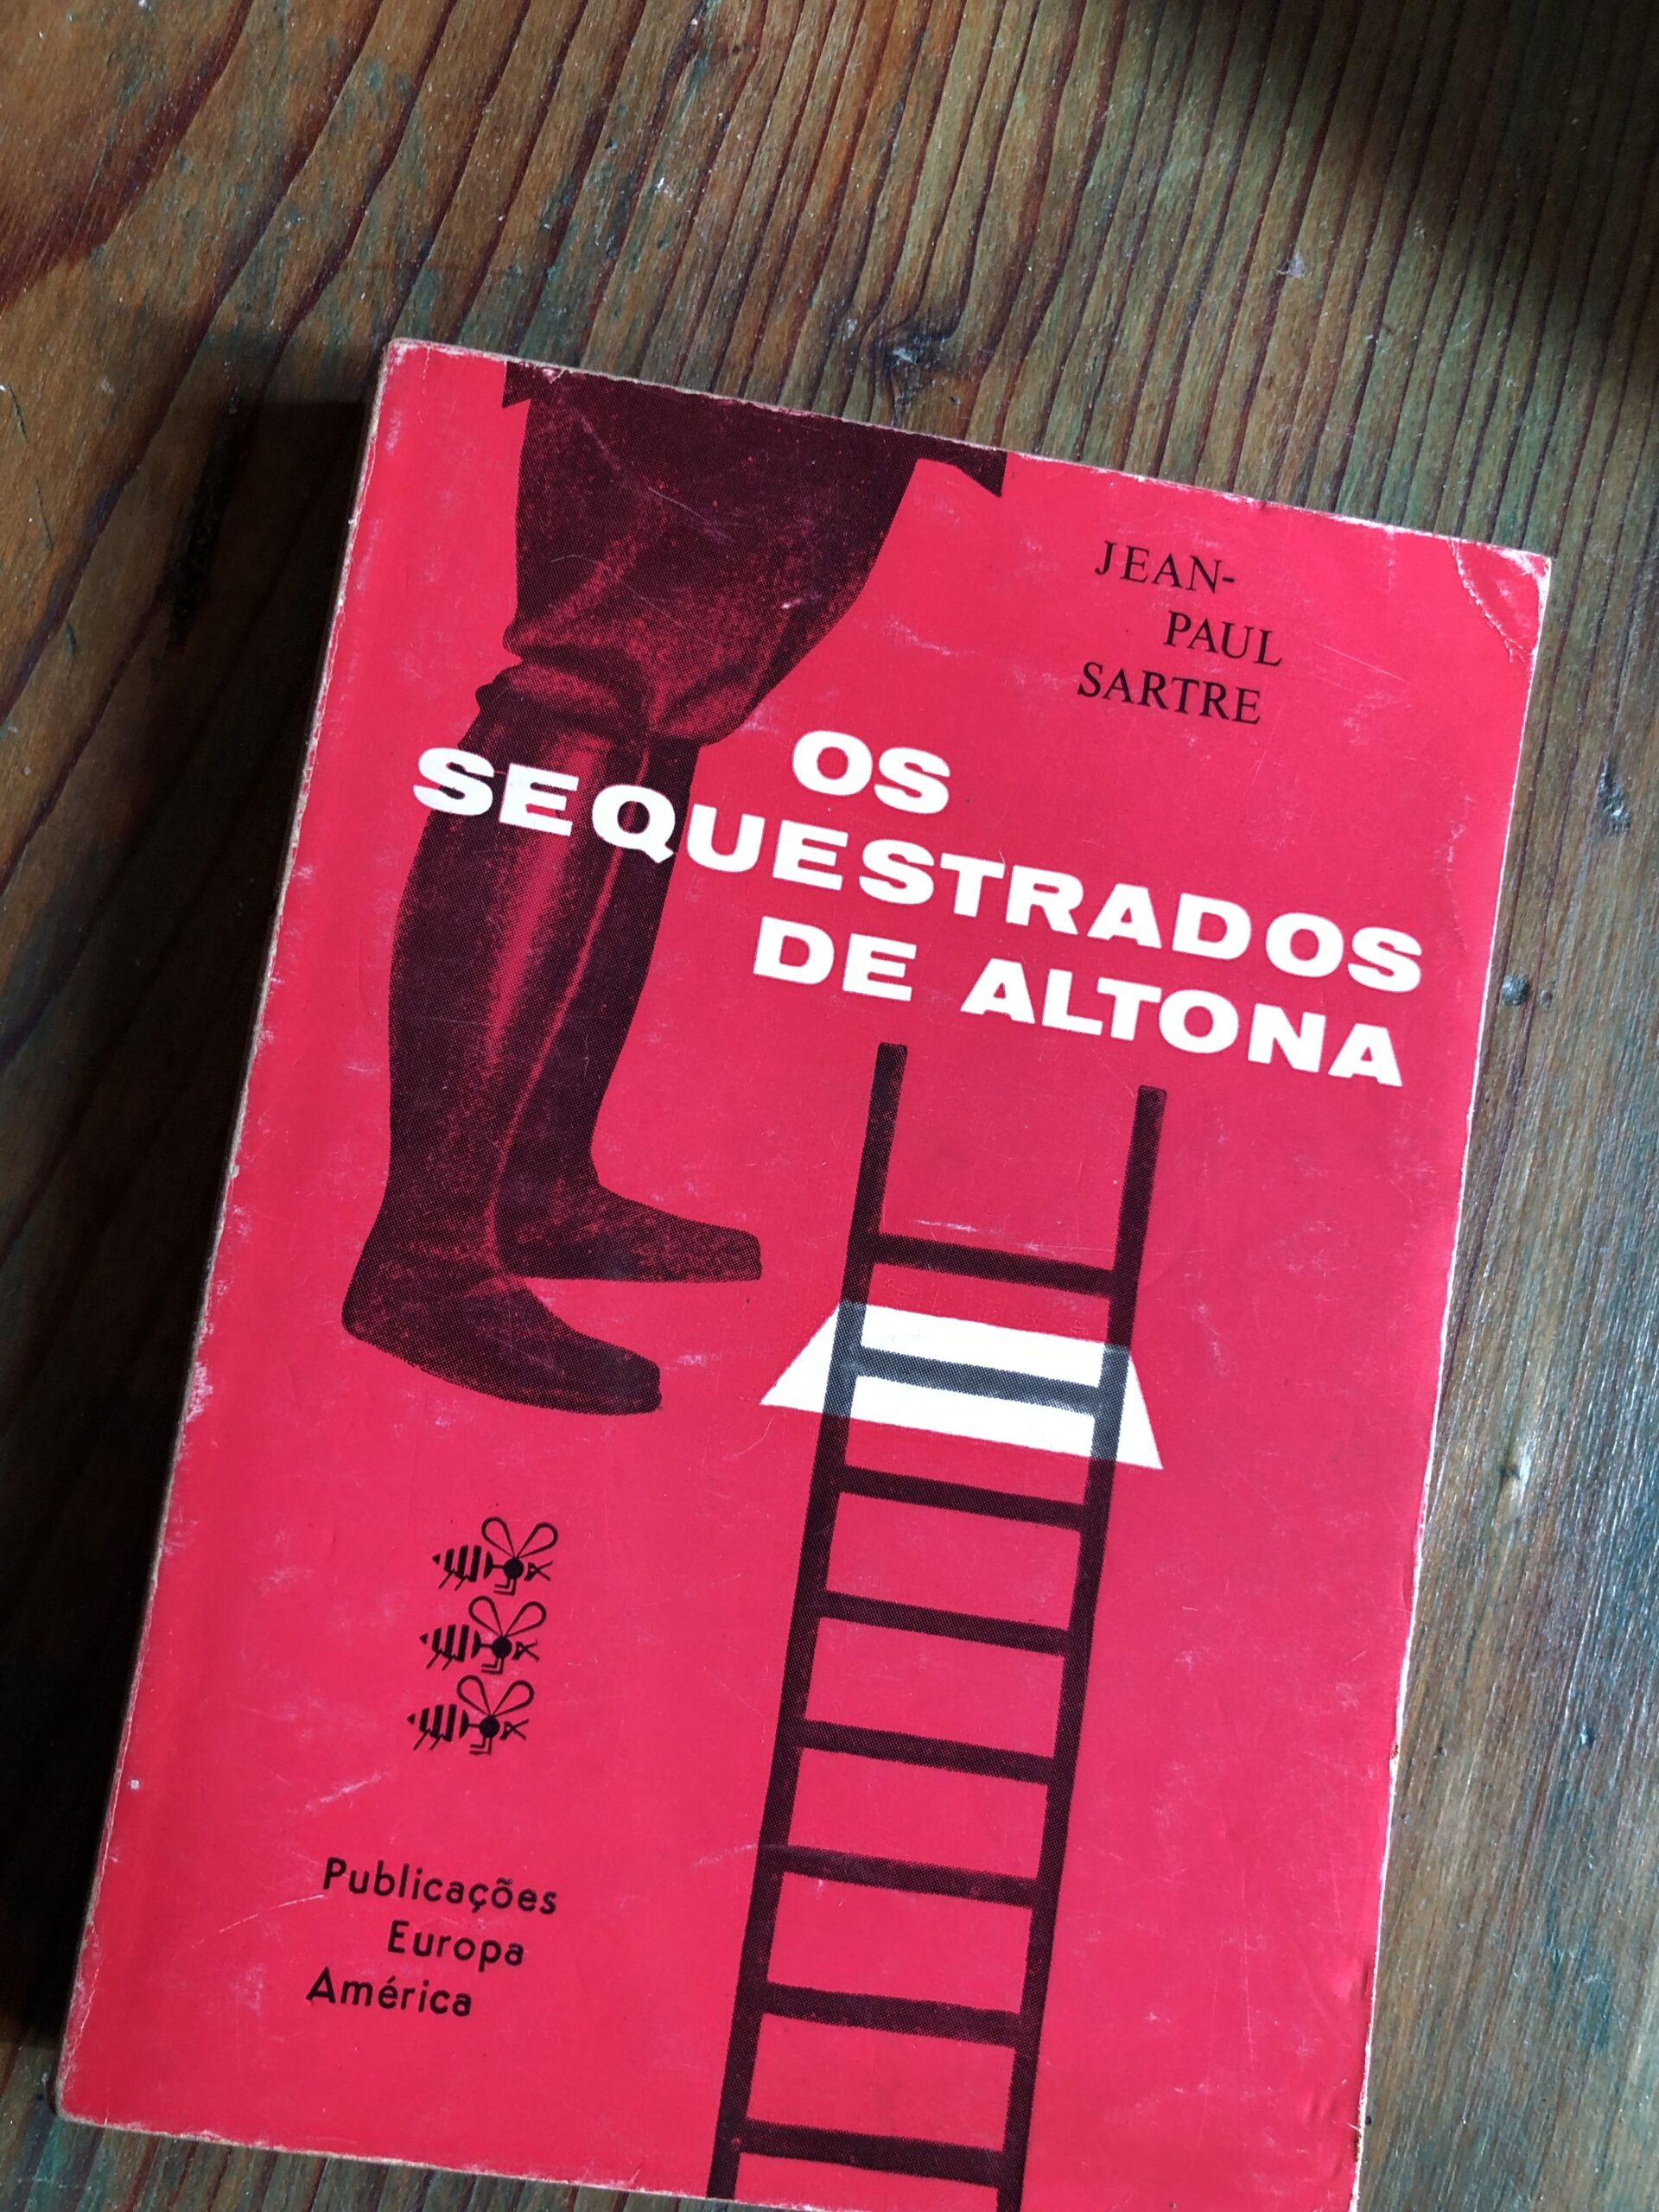 JEAN-
PAUL
SARTRE
OS
SEQUESTRADOS
DE ALTONA
Publicações
Europa
América